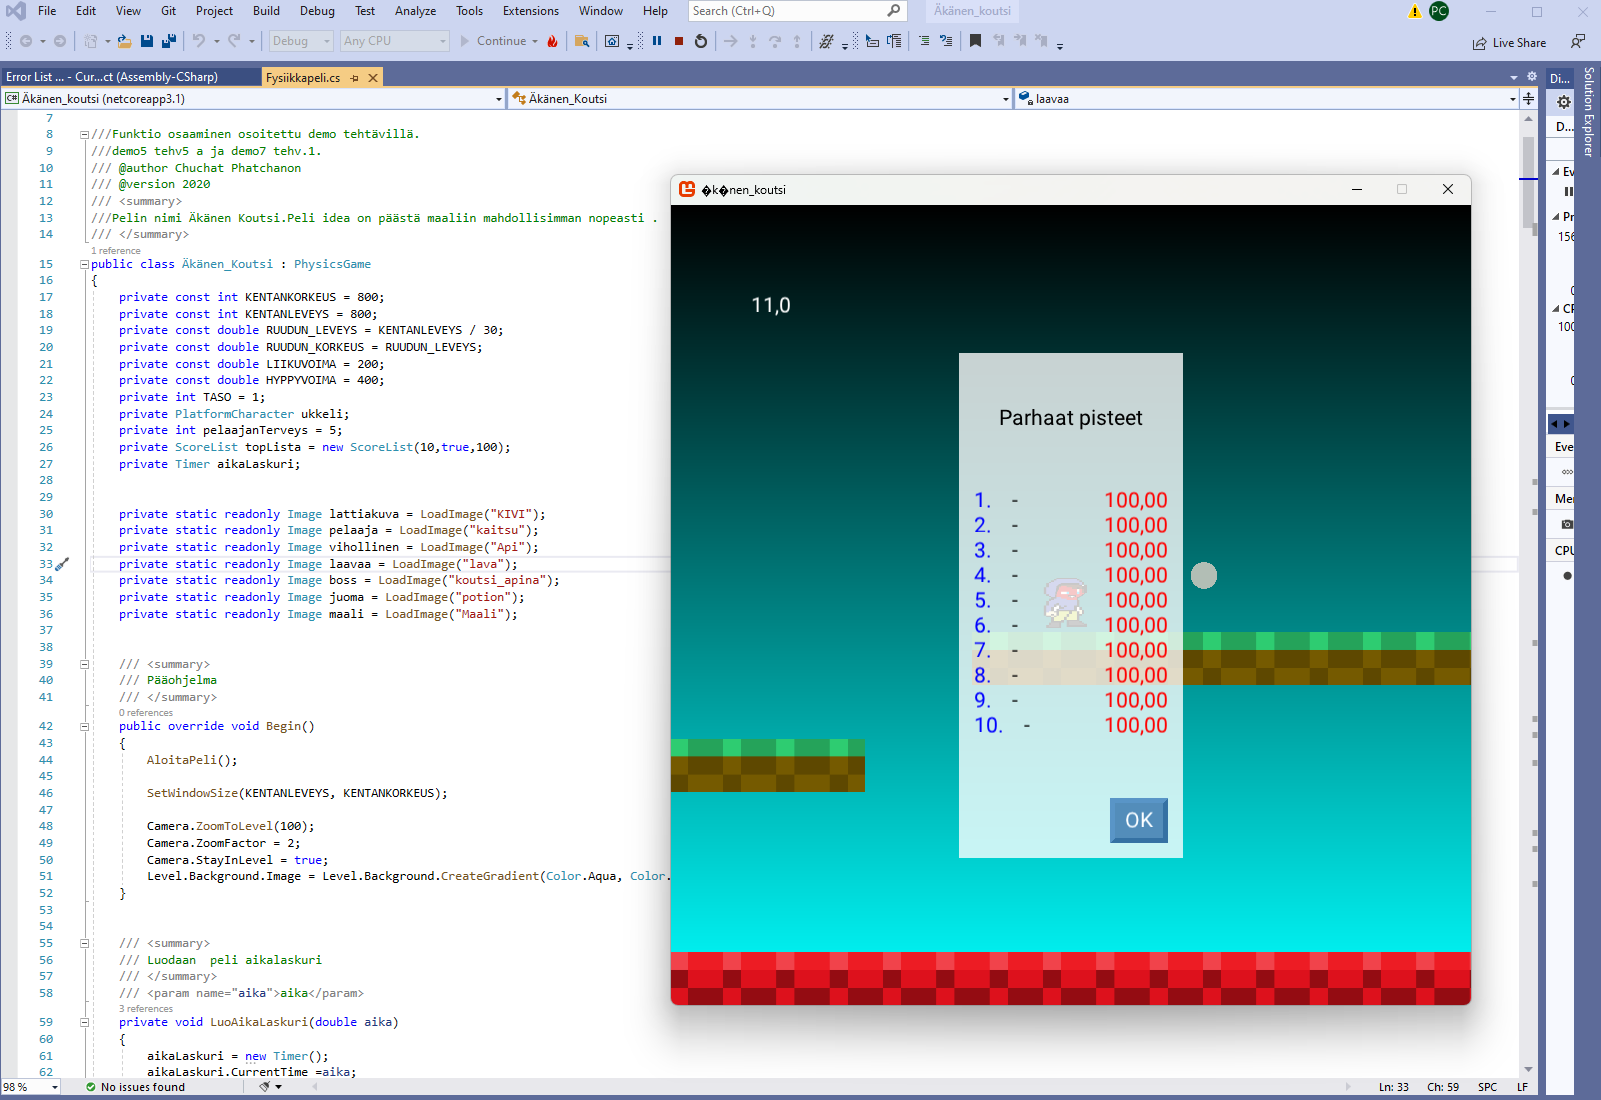 File Edit View Git Project Build Debug Test Analyze Tools Extensions Window Help Search (Ctrl+Q) Äkänen_koutsi PC
Debug Any CPU Continue Live Share
Error List ... - Cur...ct (Assembly-CSharp) Fysiikkapeli.cs Di...
Solution Explorer
C# Äkänen_koutsi (netcoreapp3.1) Äkänen_Koutsi laavaa
7
8 ///Funktio osaaminen osoitettu demo tehtävillä.
9 ///demo5 tehv5 a ja demo7 tehv.1.
10 /// @author Chuchat Phatchanon
11 /// @version 2020
12 /// <summary>
13 ///Pelin nimi Äkänen Koutsi.Peli idea on päästä maaliin mahdollisimman nopeasti .
14 /// </summary>
1 reference
15 public class Äkänen_Koutsi : PhysicsGame
16 {
17 private const int KENTANKORKEUS = 800;
18 private const int KENTANLEVEYS = 800;
19 private const double RUUDUN_LEVEYS = KENTANLEVEYS / 30;
20 private const double RUUDUN_KORKEUS = RUUDUN_LEVEYS;
21 private const double LIIKUVOIMA = 200;
22 private const double HYPPYVOIMA = 400;
23 private int TASO = 1;
24 private PlatformCharacter ukkeli;
25 private int pelaajanTerveys = 5;
26 private ScoreList topLista = new ScoreList(10,true,100);
27 private Timer aikaLaskuri;
28
29
30 private static readonly Image lattiakuva = LoadImage("KIVI");
31 private static readonly Image pelaaja = LoadImage("kaitsu");
32 private static readonly Image vihollinen = LoadImage("Api");
33 private static readonly Image laavaa = LoadImage("lava");
34 private static readonly Image boss = LoadImage("koutsi_apina");
35 private static readonly Image juoma = LoadImage("potion");
36 private static readonly Image maali = LoadImage("Maali");
37
38
39 /// <summary>
40 /// Pääohjelma
41 /// </summary>
0 references
42 public override void Begin()
43 {
44 AloitaPeli();
45
46 SetWindowSize(KENTANLEVEYS, KENTANKORKEUS);
47
48 Camera.ZoomToLevel(100);
49 Camera.ZoomFactor = 2;
50 Camera.StayInLevel = true;
51 Level.Background.Image = Level.Background.CreateGradient(Color.Aqua, Color.
52 }
53
54
55 /// <summary>
56 /// Luodaan  peli aikalaskuri
57 /// </summary>
58 /// <param name="aika">aika</param>
3 references
59 private void LuoAikaLaskuri(double aika)
60 {
61 aikaLaskuri = new Timer();
62 aikaLaskuri.CurrentTime =aika;
�k�nen_koutsi
11,0
Parhaat pisteet
1. - 100,00
2. - 100,00
3. - 100,00
4. - 100,00
5. - 100,00
6. - 100,00
7. - 100,00
8. - 100,00
9. - 100,00
10. - 100,00
OK
D...
Ev
Pr
156
0
CP
100
0
Eve
Me
CPU
98 % No issues found Ln: 33 Ch: 59 SPC LF